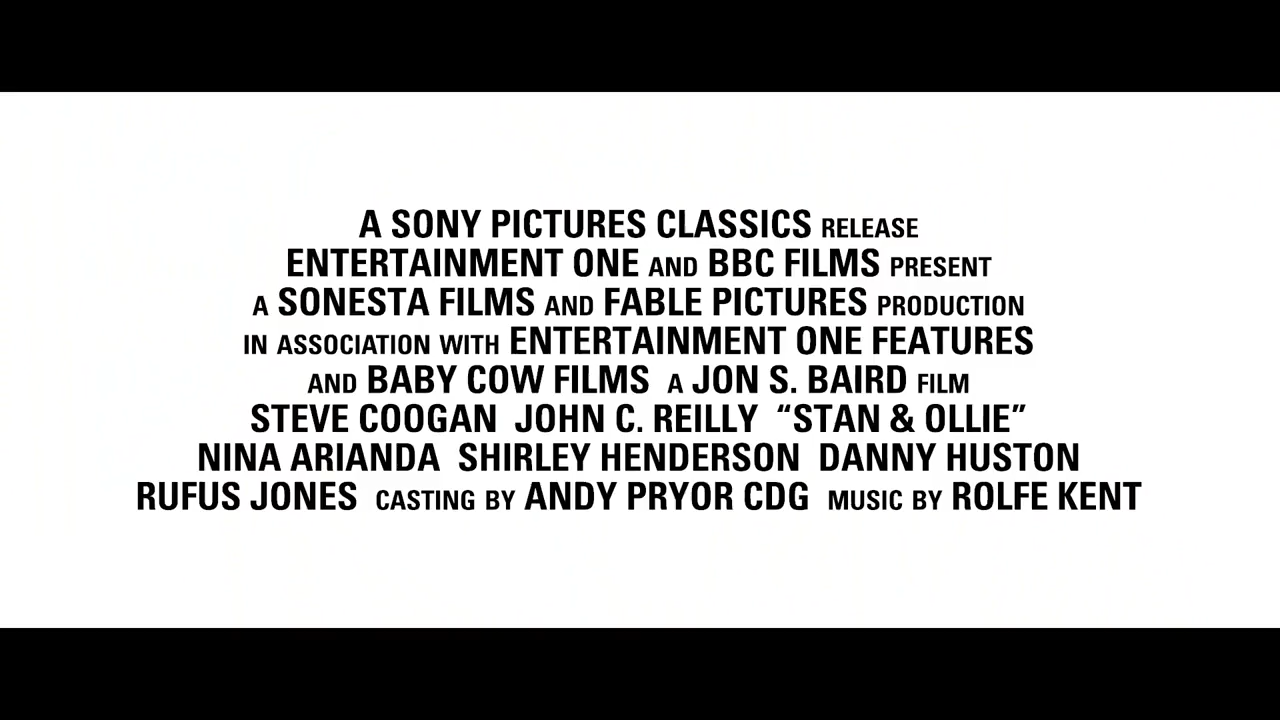 A SONY PICTURES CLASSICS RELEASE
ENTERTAINMENT ONE AND BBC FILMS PRESENT
A SONESTA FILMS AND FABLE PICTURES PRODUCTION
IN ASSOCIATION WITH ENTERTAINMENT ONE FEATURES
AND BABY COW FILMS A JON S. BAIRD FILM
STEVE COOGAN JOHN C. REILLY “STAN & OLLIE”
NINA ARIANDA SHIRLEY HENDERSON DANNY HUSTON
RUFUS JONES CASTING BY ANDY PRYOR CDG MUSIC BY ROLFE KENT